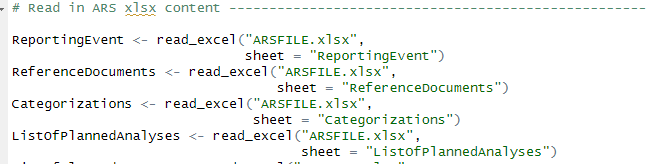 # Read in ARS xlsx content -----------------------------------------------------
ReportingEvent <- read_excel("ARSFILE.xlsx",
sheet = "ReportingEvent")
ReferenceDocuments <- read_excel("ARSFILE.xlsx",
sheet = "ReferenceDocuments")
Categorizations <- read_excel("ARSFILE.xlsx",
sheet = "Categorizations")
ListOfPlannedAnalyses <- read_excel("ARSFILE.xlsx",
sheet = "ListOfPlannedAnalyses")